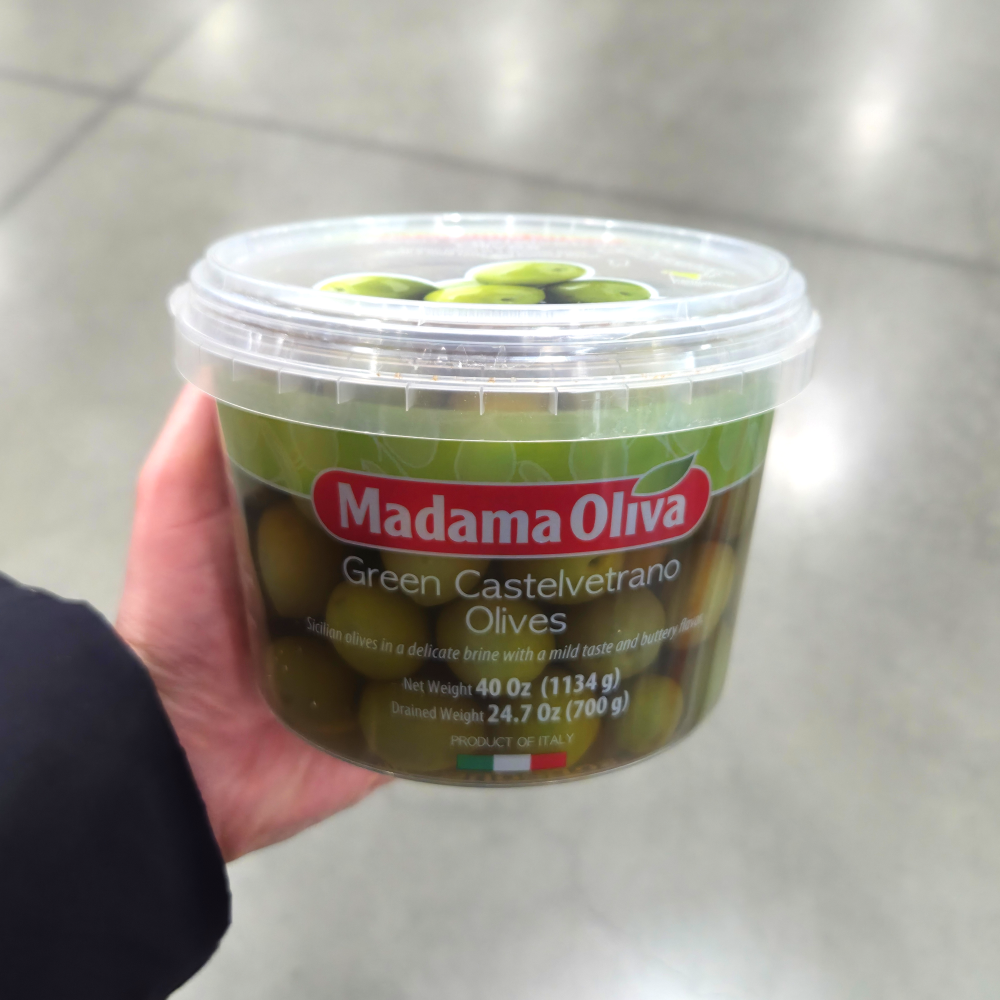 Madama Oliva
Green Castelvetrano
Olives
Sicilian olives in a delicate brine with a mild taste and buttery flavor
Net Weight 40 Oz (1134 g)
Drained Weight 24.7 Oz (700 g)
PRODUCT OF ITALY